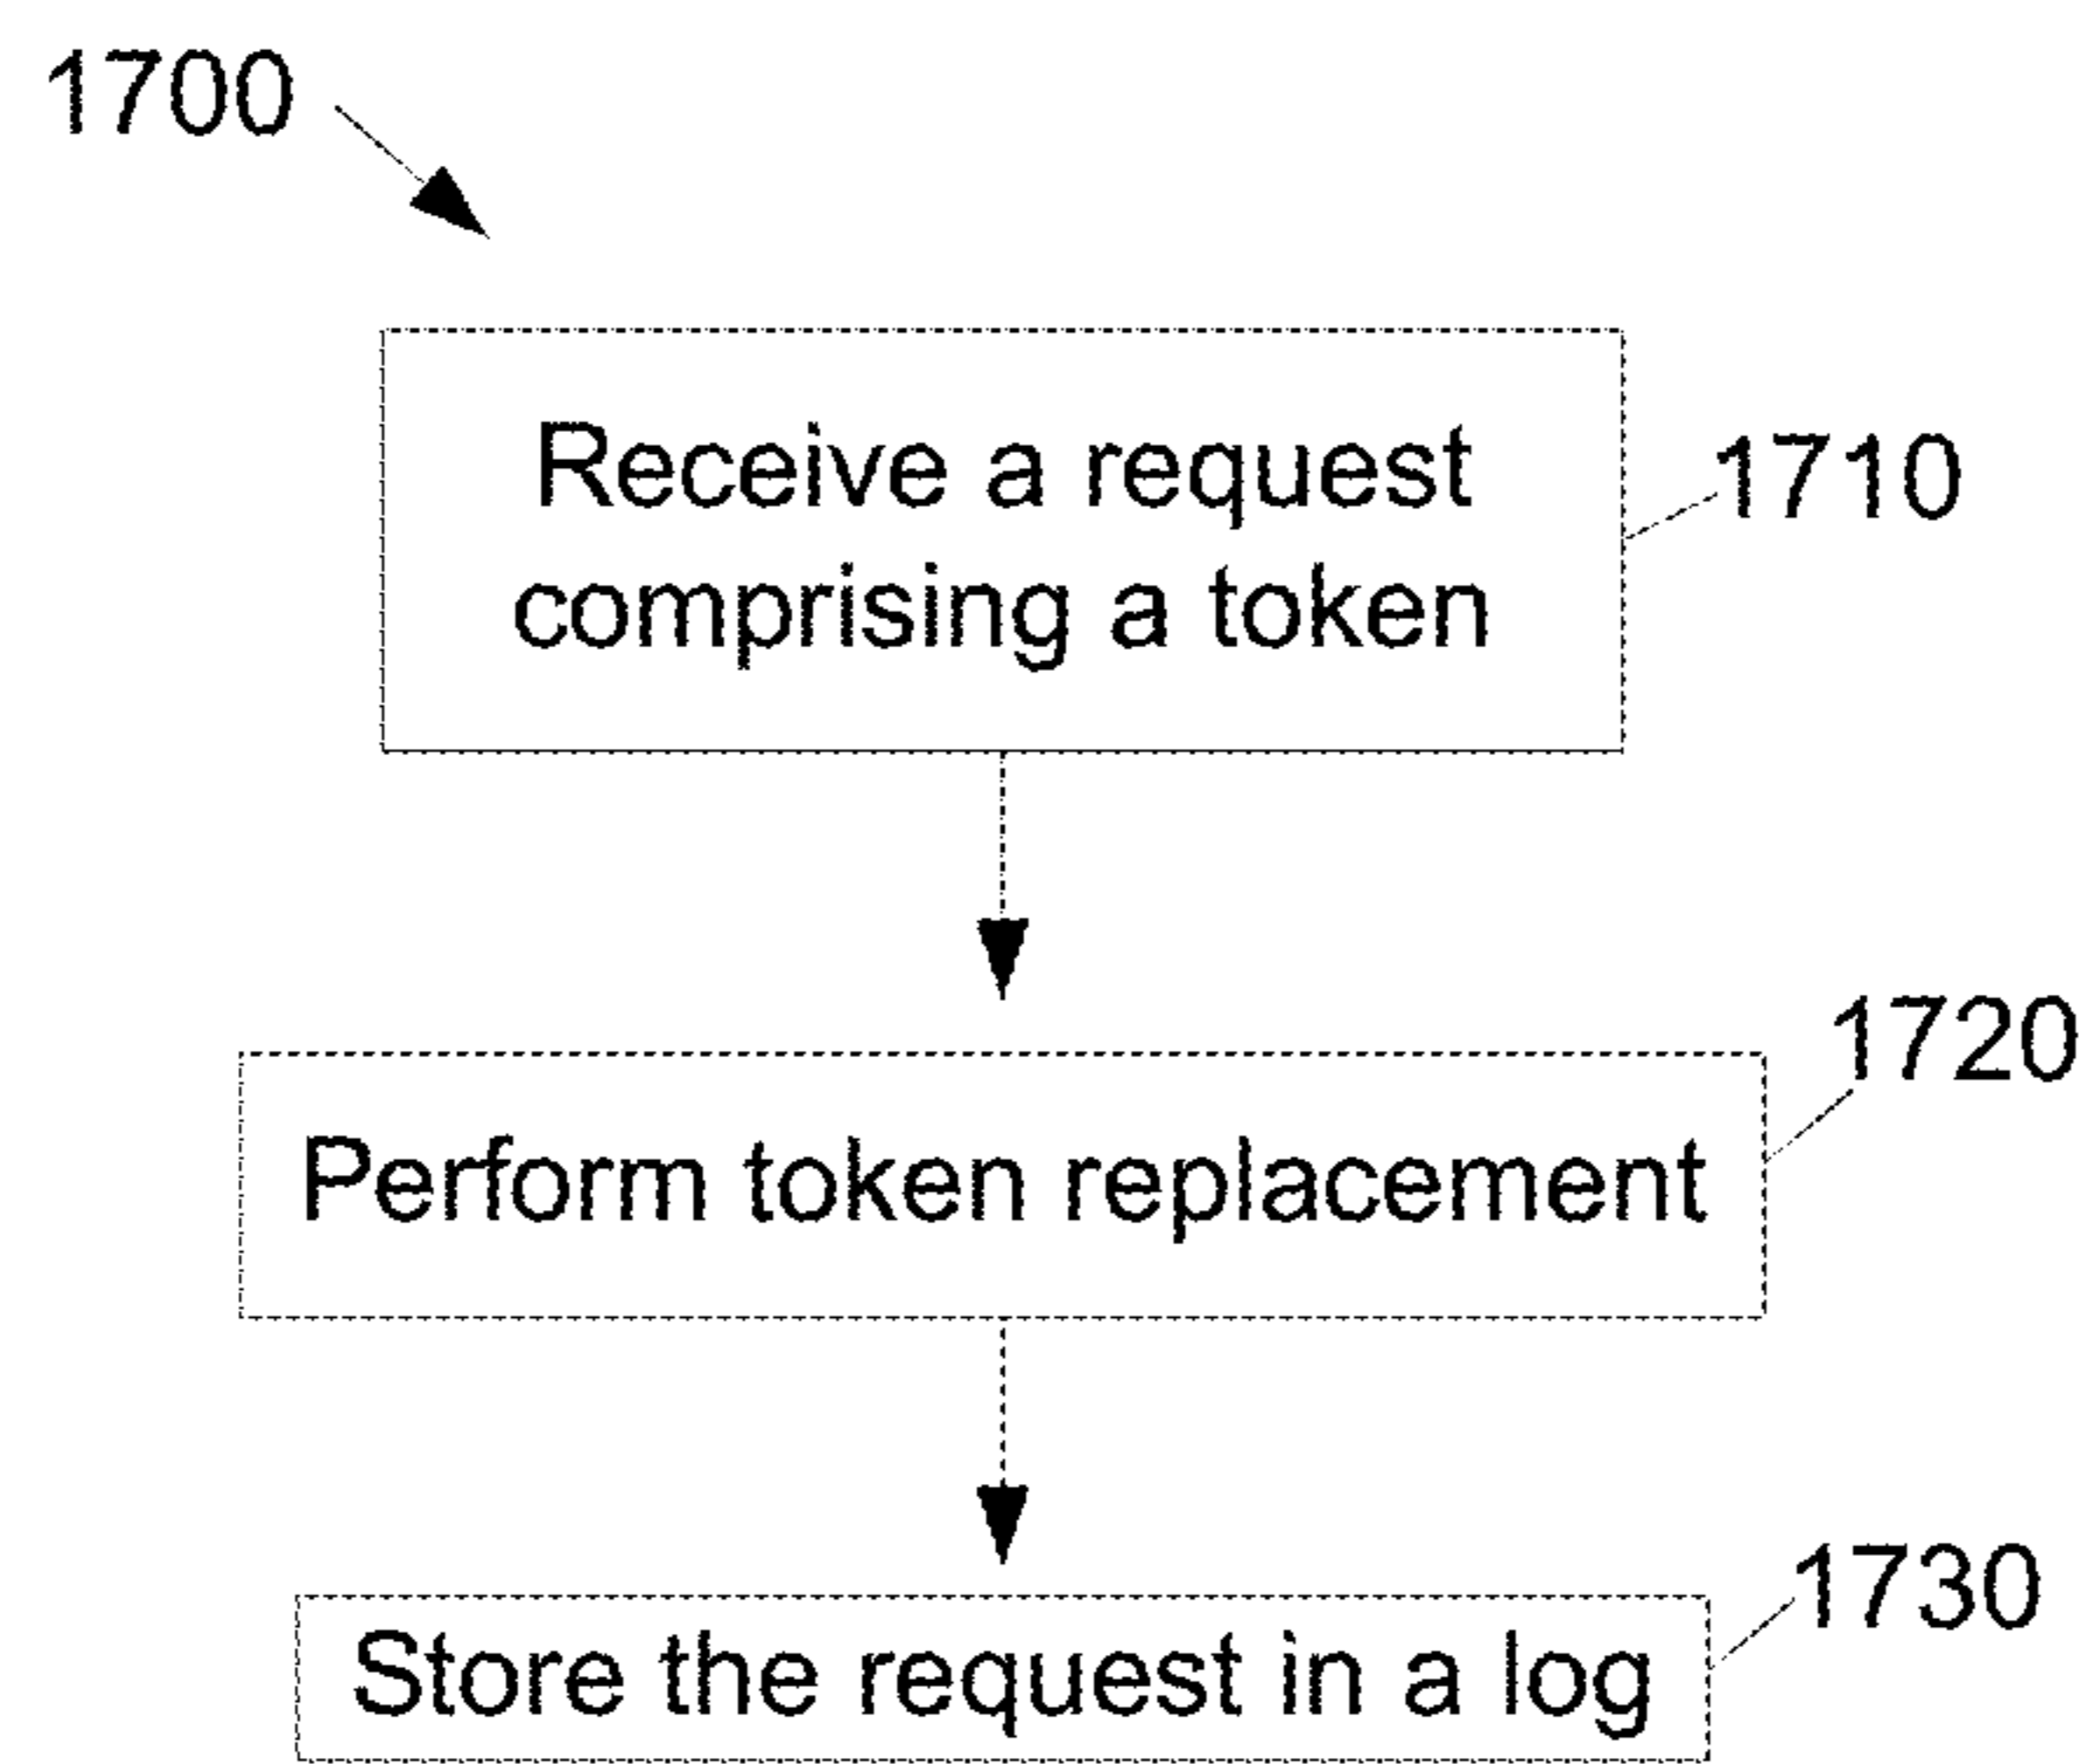 1700
Receive a request
comprising a token
1710
1720
Perform token replacement
1730
Store the request in a log